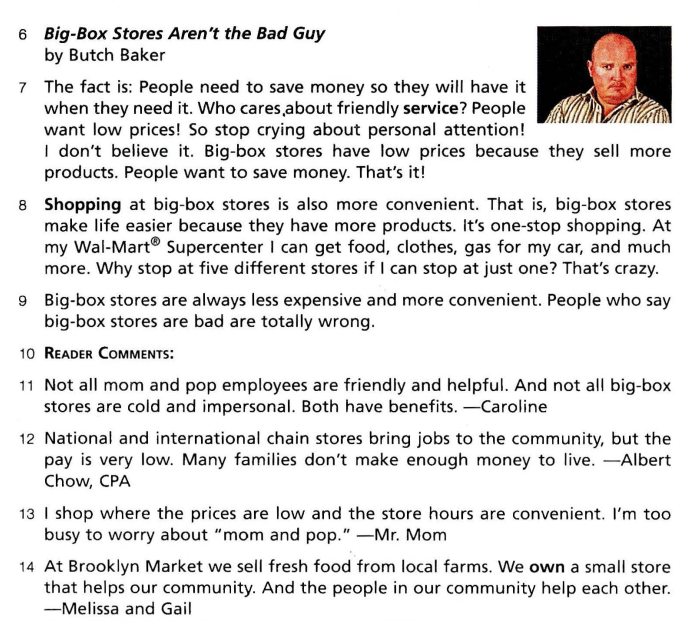 6 Big-Box Stores Aren't the Bad Guy
by Butch Baker
7 The fact is: People need to save money so they will have it
when they need it. Who cares about friendly service? People
want low prices! So stop crying about personal attention!
I don't believe it. Big-box stores have low prices because they sell more
products. People want to save money. That's it!
8 Shopping at big-box stores is also more convenient. That is, big-box stores
make life easier because they have more products. It's one-stop shopping. At
my Wal-Mart® Supercenter I can get food, clothes, gas for my car, and much
more. Why stop at five different stores if I can stop at just one? That's crazy.
9 Big-box stores are always less expensive and more convenient. People who say
big-box stores are bad are totally wrong.
10 READER COMMENTS:
11 Not all mom and pop employees are friendly and helpful. And not all big-box
stores are cold and impersonal. Both have benefits. —Caroline
12 National and international chain stores bring jobs to the community, but the
pay is very low. Many families don't make enough money to live. —Albert
Chow, CPA
13 I shop where the prices are low and the store hours are convenient. I'm too
busy to worry about "mom and pop." —Mr. Mom
14 At Brooklyn Market we sell fresh food from local farms. We own a small store
that helps our community. And the people in our community help each other.
—Melissa and Gail